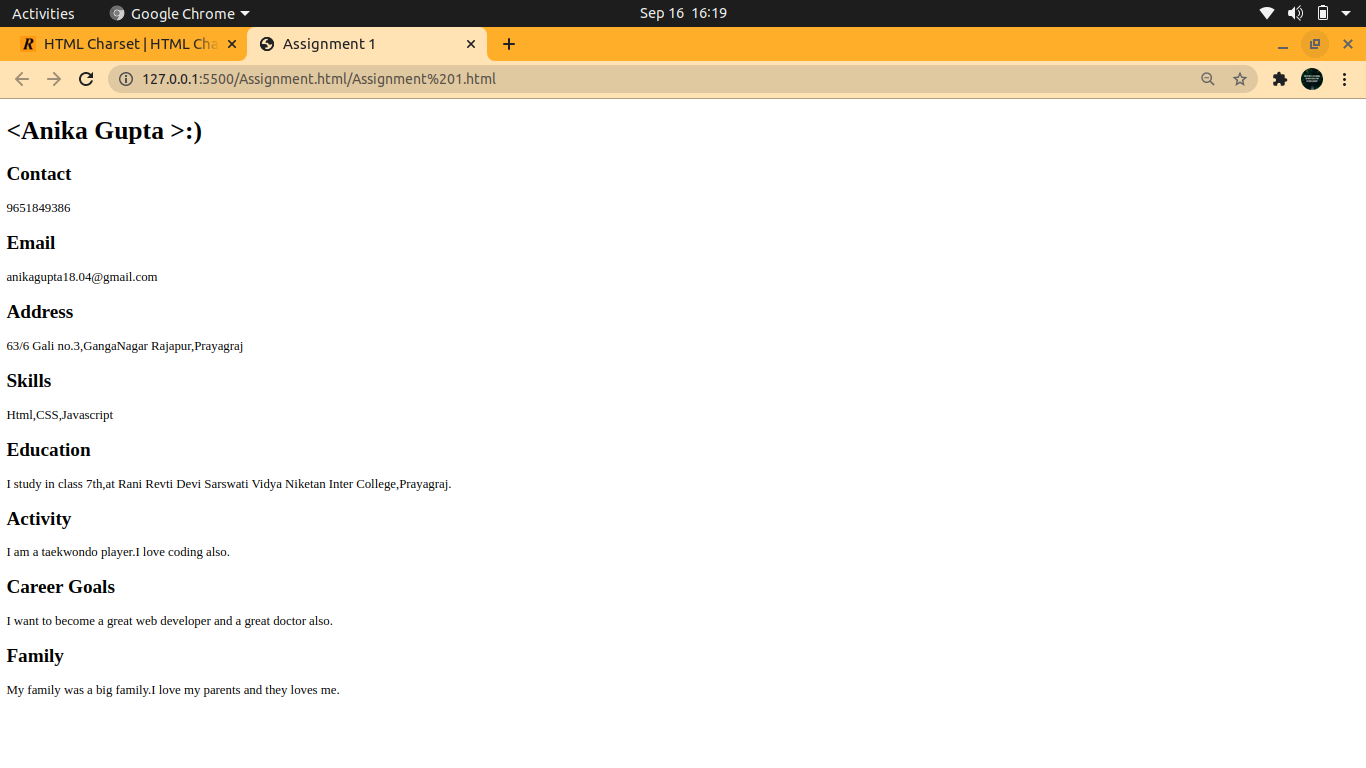 Activities Google Chrome Sep 16 16:19
HTML Charset | HTML Cha Assignment 1
127.0.0.1:5500/Assignment.html/Assignment%201.html
<Anika Gupta >:)
Contact
9651849386
Email
anikagupta18.04@gmail.com
Address
63/6 Gali no.3,GangaNagar Rajapur,Prayagraj
Skills
Html,CSS,Javascript
Education
I study in class 7th,at Rani Revti Devi Sarswati Vidya Niketan Inter College,Prayagraj.
Activity
I am a taekwondo player.I love coding also.
Career Goals
I want to become a great web developer and a great doctor also.
Family
My family was a big family.I love my parents and they loves me.